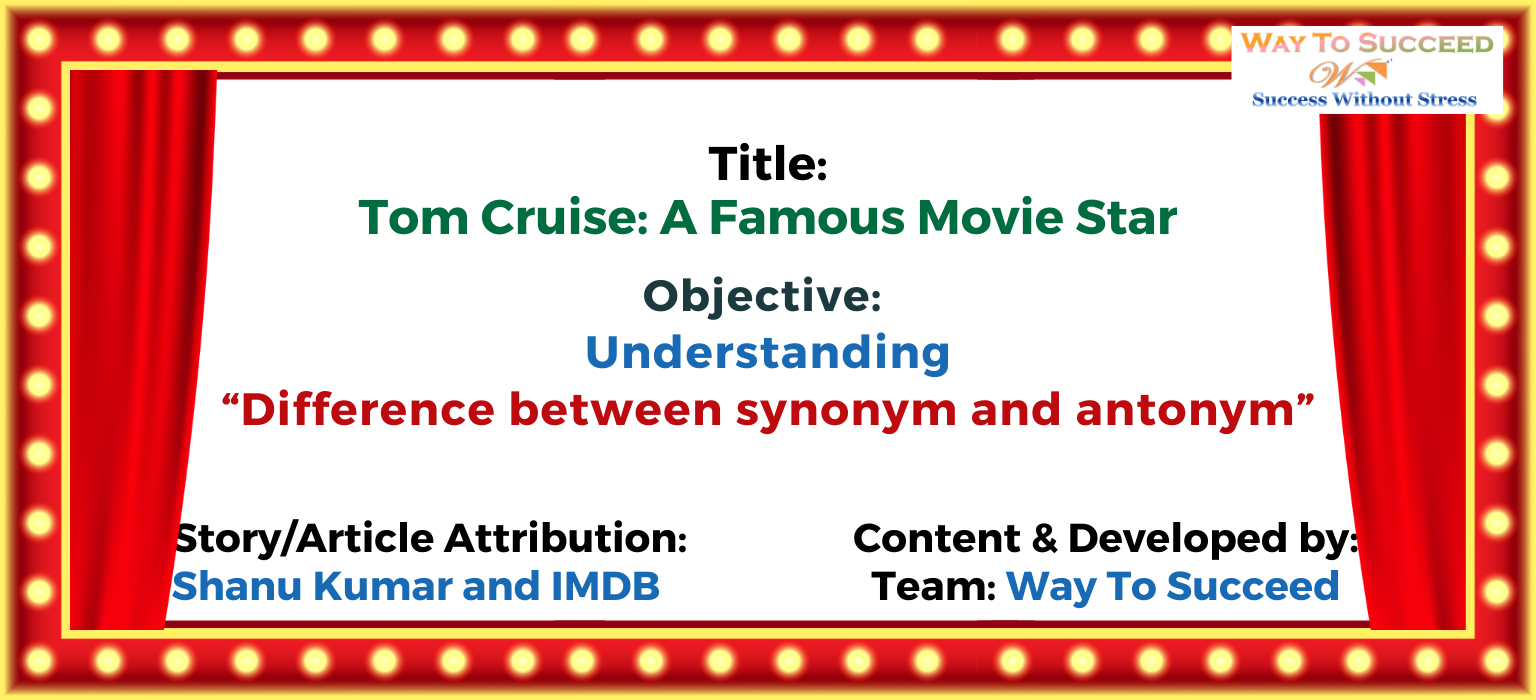 WAY TO SUCCEED
Success Without Stress
Title:
Tom Cruise: A Famous Movie Star
Objective:
Understanding
“Difference between synonym and antonym”
Story/Article Attribution:
Shanu Kumar and IMDB
Content & Developed by:
Team: Way To Succeed